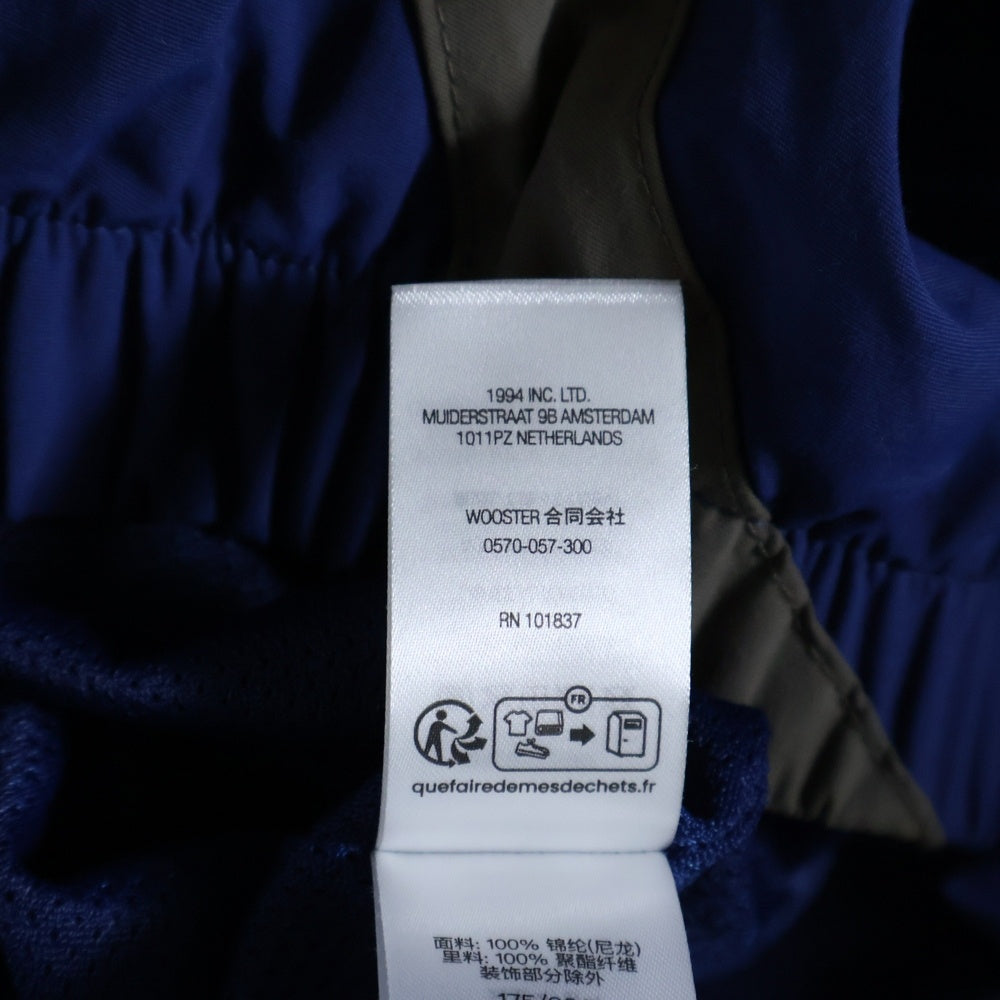 1994 INC. LTD.
MUIDERSTRAAT 9B AMSTERDAM
1011PZ NETHERLANDS
WOOSTER 合同会社
0570-057-300
RN 101837
FR
quefairedemesdechets.fr
面料: 100% 锦纶(尼龙)
里料: 100% 聚酯纤维
装饰部分除外